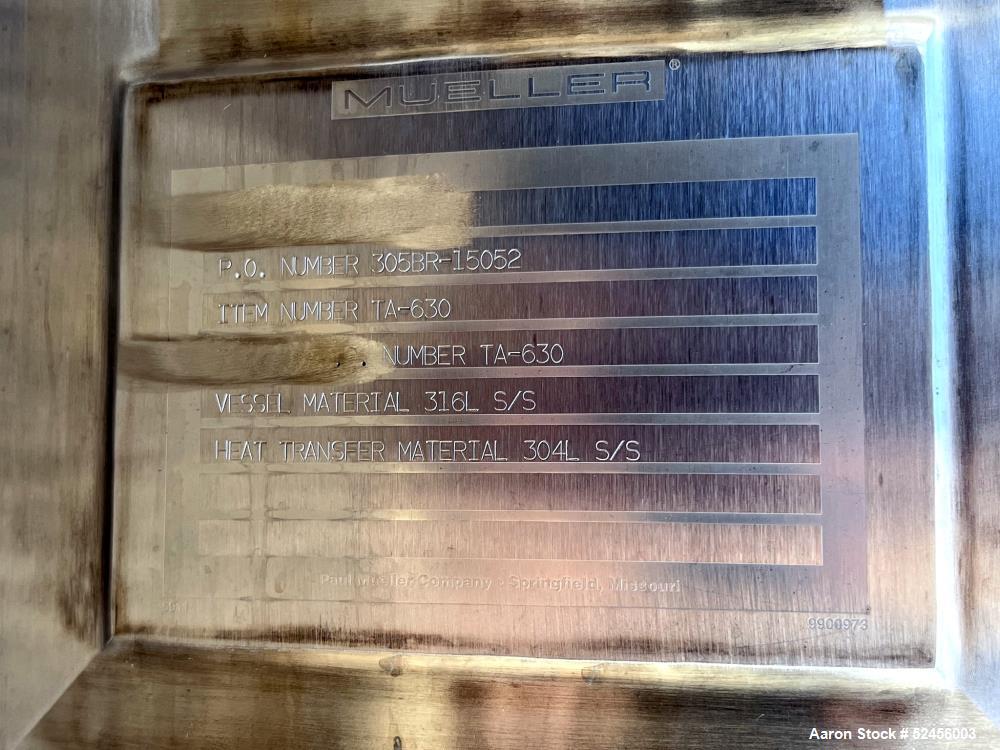 MUELLER®
P.O. NUMBER 305BR-15052
ITEM NUMBER TA-630
NUMBER TA-630
VESSEL MATERIAL 316L S/S
HEAT TRANSFER MATERIAL 304L S/S
Paul Mueller Company • Springfield, Missouri
9900973
Aaron Stock # 52456003